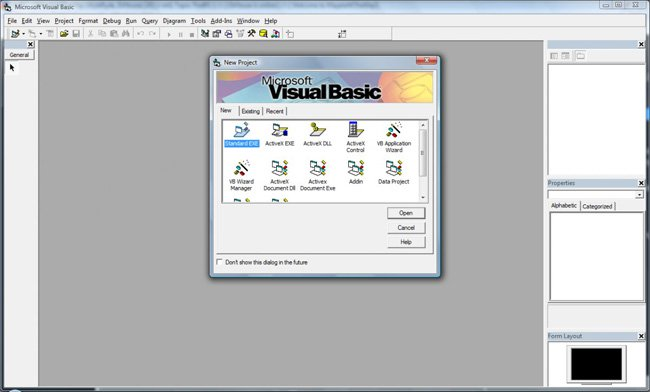 Microsoft Visual Basic
File Edit View Project Format Debug Run Query Diagram Tools Add-Ins Window Help
General
New Project
Microsoft
Visual Basic
New Existing Recent
Standard EXE ActiveX EXE ActiveX DLL ActiveX Control VB Application Wizard
VB Wizard Manager ActiveX Document Dll Activex Document Exe Addin Data Project
Open
Cancel
Help
Don't show this dialog in the future
Properties
Alphabetic Categorized
Form Layout